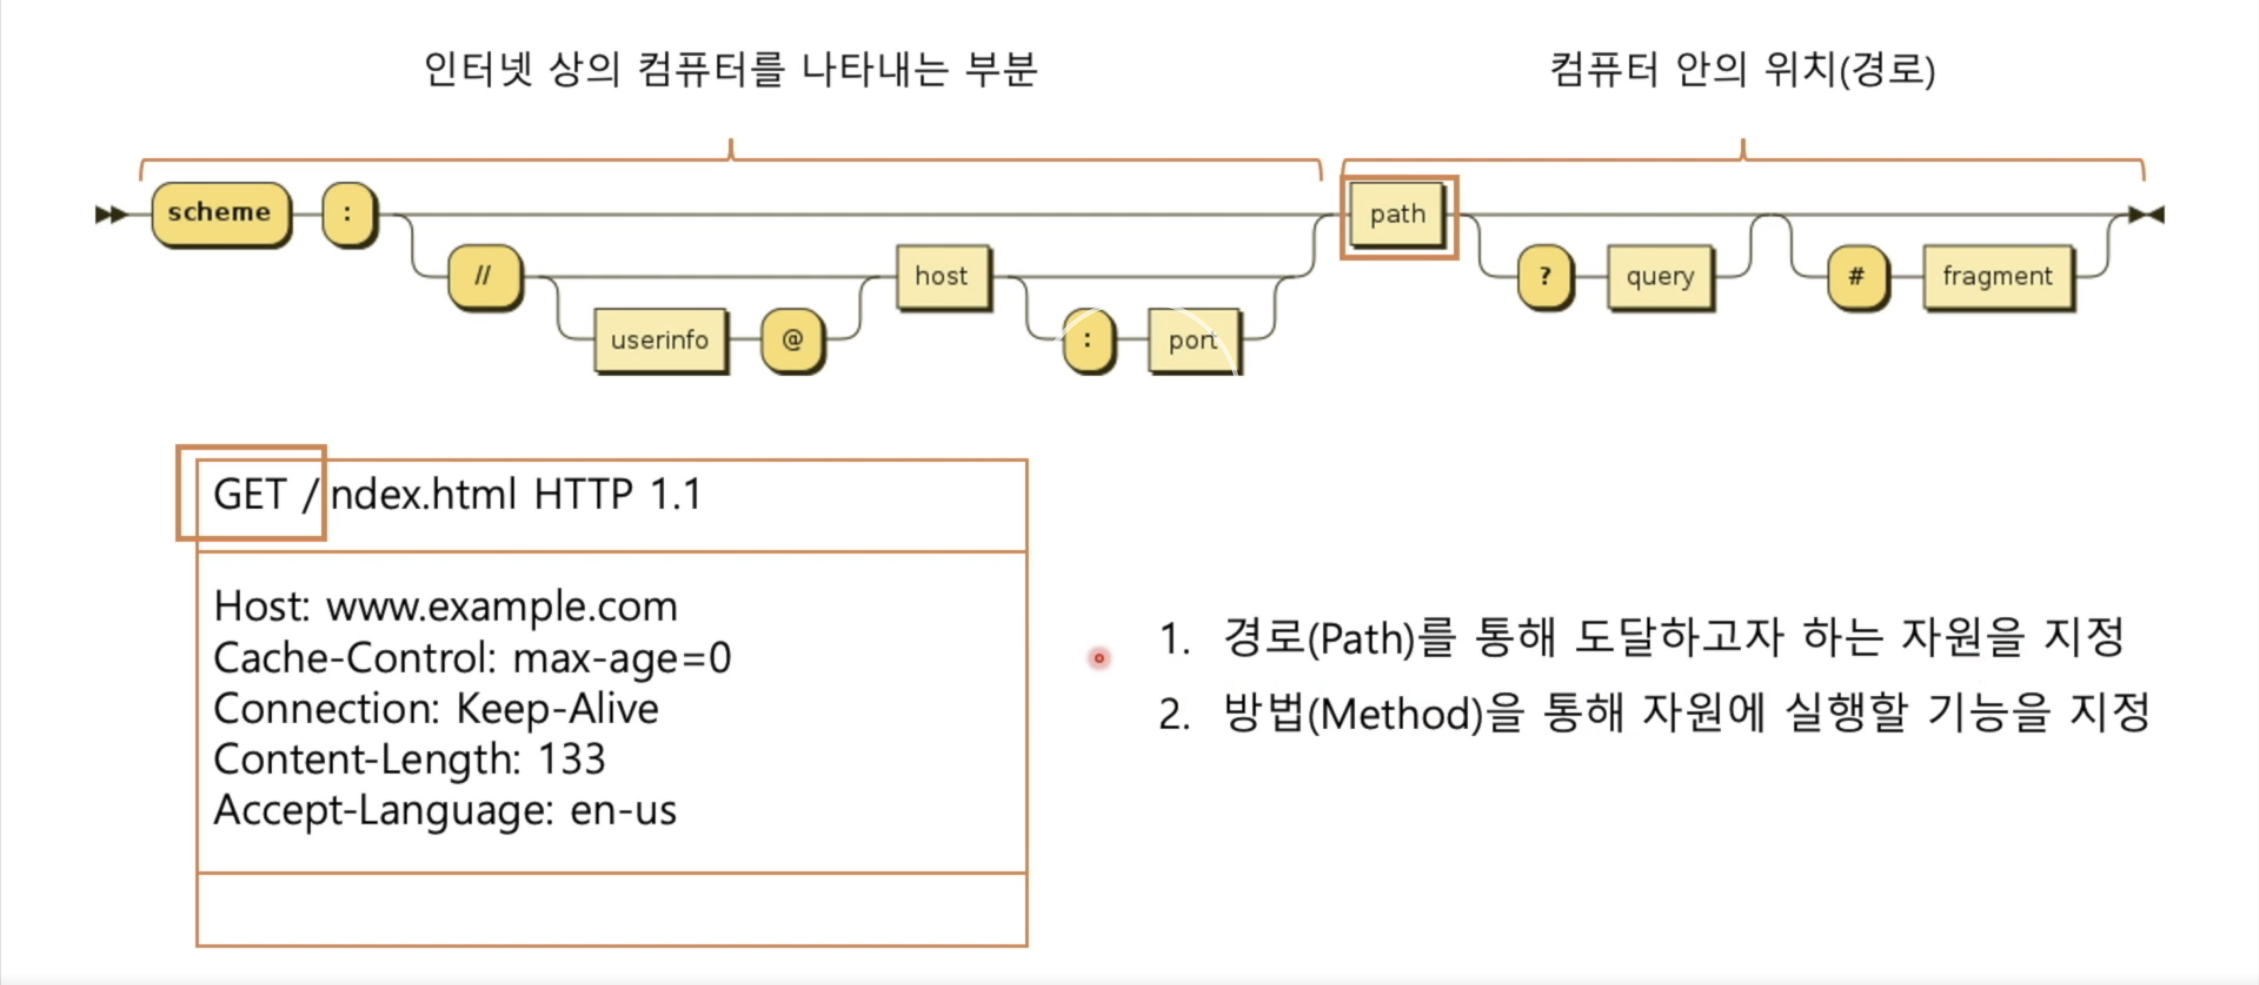 인터넷 상의 컴퓨터를 나타내는 부분
컴퓨터 안의 위치(경로)
scheme : path
// host ? query # fragment
userinfo @ : port
GET /ndex.html HTTP 1.1
Host: www.example.com
Cache-Control: max-age=0
Connection: Keep-Alive
Content-Length: 133
Accept-Language: en-us
1. 경로(Path)를 통해 도달하고자 하는 자원을 지정
2. 방법(Method)을 통해 자원에 실행할 기능을 지정